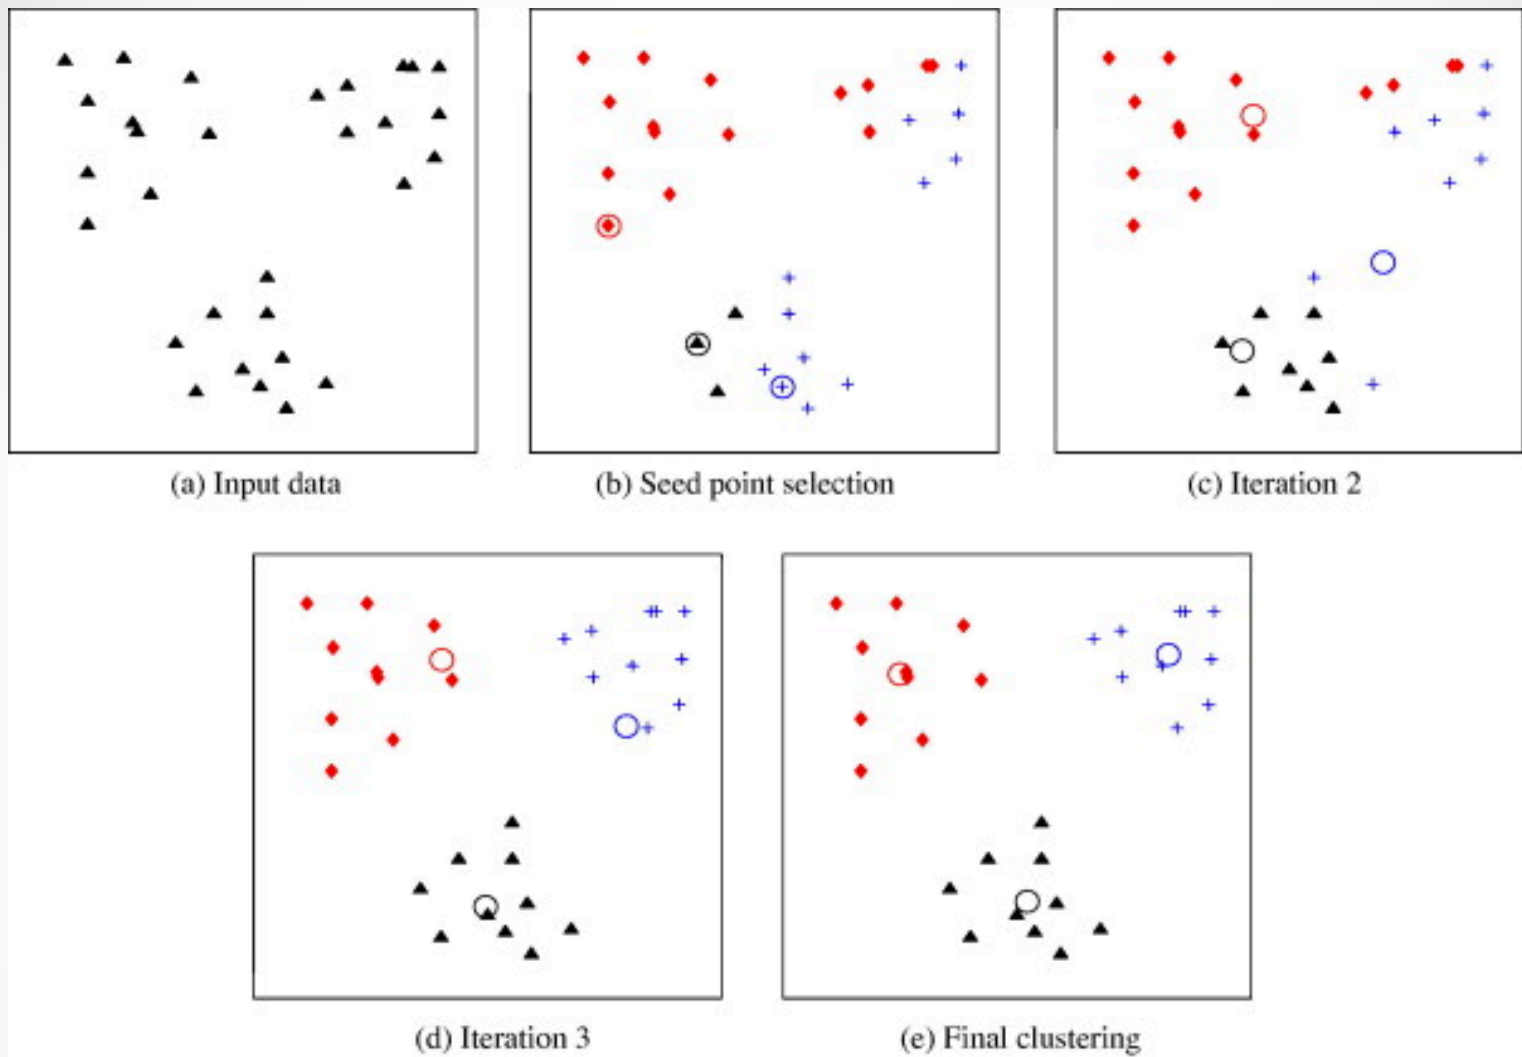 (a) Input data
(b) Seed point selection
(c) Iteration 2
(d) Iteration 3
(e) Final clustering